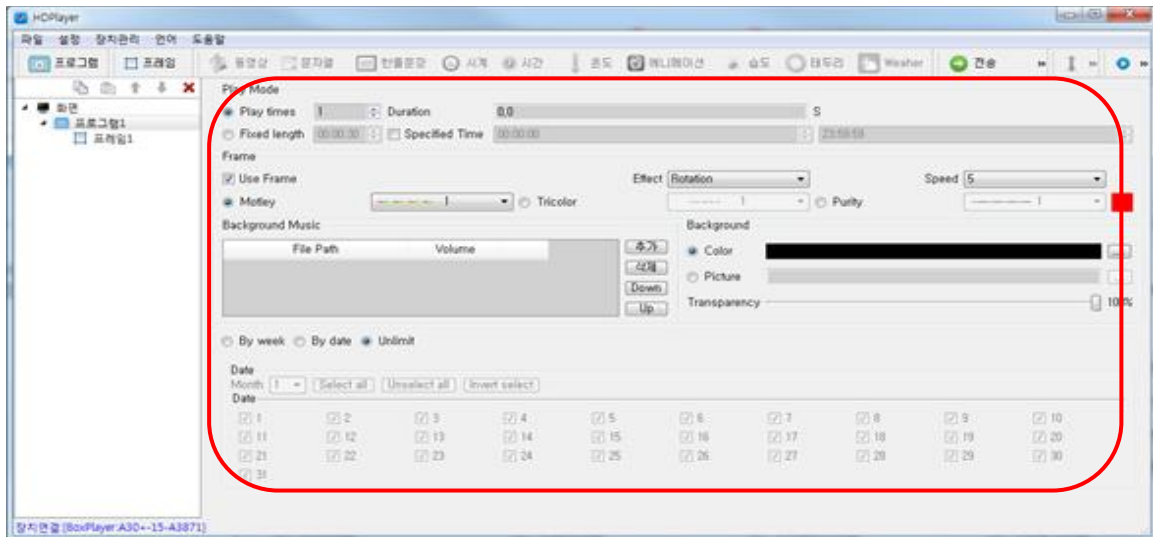 HDPlayer
파일 설정 장치관리 언어 도움말
프로그램 프레임 동영상 문자열 한줄문장 시계 시간 온도 애니메이션 습도 테두리 Weather 전송
화면
프로그램1
프레임1
Play Mode
Play times 1 Duration 0,0 S
Fixed length 00:00:30 Specified Time 00:00:00 23:59:59
Frame
Use Frame Effect Rotation Speed 5
Motley 1 Tricolor 1 Purity 1
Background Music Background
File Path Volume 추가 Color ...
삭제 Picture ...
Down
Up Transparency 100%
By week By date Unlimit
Date
Month 1 Select all Unselect all Invert select
Date
1 2 3 4 5 6 7 8 9 10
11 12 13 14 15 16 17 18 19 20
21 22 23 24 25 26 27 28 29 30
31
장치연결 [BoxPlayer:A30+-15-A3871]